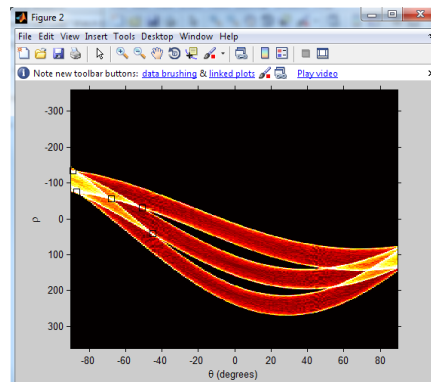 Figure 2
File Edit View Insert Tools Desktop Window Help
Note new toolbar buttons: data brushing & linked plots Play video
-300
-200
-100
0
100
200
300
ρ
-80 -60 -40 -20 0 20 40 60 80
θ (degrees)